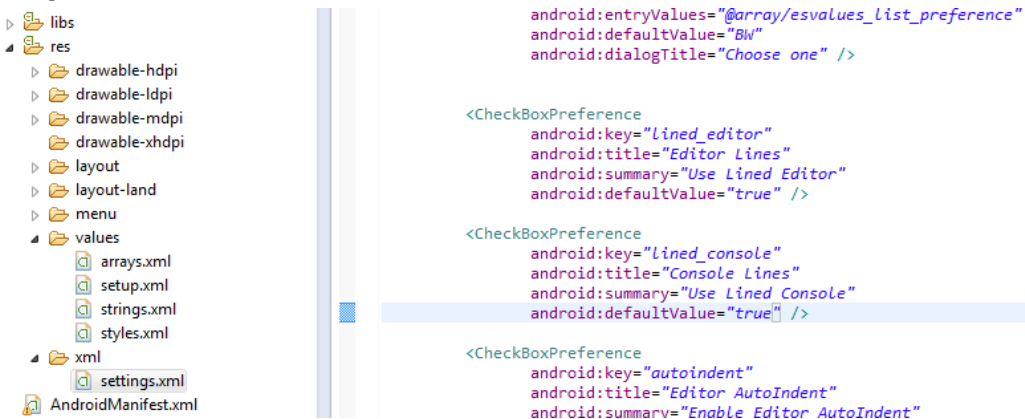 libs
res
drawable-hdpi
drawable-ldpi
drawable-mdpi
drawable-xhdpi
layout
layout-land
menu
values
arrays.xml
setup.xml
strings.xml
styles.xml
xml
settings.xml
AndroidManifest.xml
android:entryValues="@array/esvalues_list_preference"
android:defaultValue="BW"
android:dialogTitle="Choose one" />
<CheckBoxPreference
android:key="lined_editor"
android:title="Editor Lines"
android:summary="Use Lined Editor"
android:defaultValue="true" />
<CheckBoxPreference
android:key="lined_console"
android:title="Console Lines"
android:summary="Use Lined Console"
android:defaultValue="true" />
<CheckBoxPreference
android:key="autoindent"
android:title="Editor AutoIndent"
android:summary="Enable Editor AutoIndent"